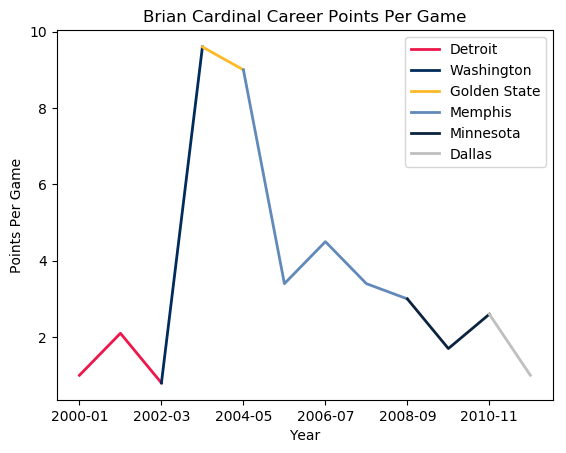 Brian Cardinal Career Points Per Game
Points Per Game
10
8
6
4
2
Detroit
Washington
Golden State
Memphis
Minnesota
Dallas
2000-01 2002-03 2004-05 2006-07 2008-09 2010-11
Year